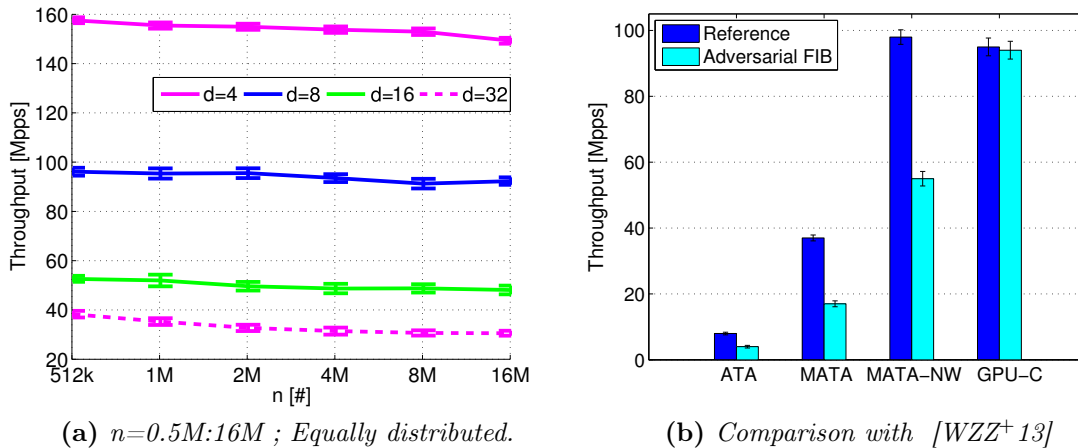 160
140
120
100
80
60
40
20
Throughput [Mpps]
d=4 d=8 d=16 d=32
512k 1M 2M 4M 8M 16M
n [#]
(a) n=0.5M:16M ; Equally distributed.
100
80
60
40
20
0
Throughput [Mpps]
Reference
Adversarial FIB
ATA MATA MATA−NW GPU−C
(b) Comparison with [WZZ+13]